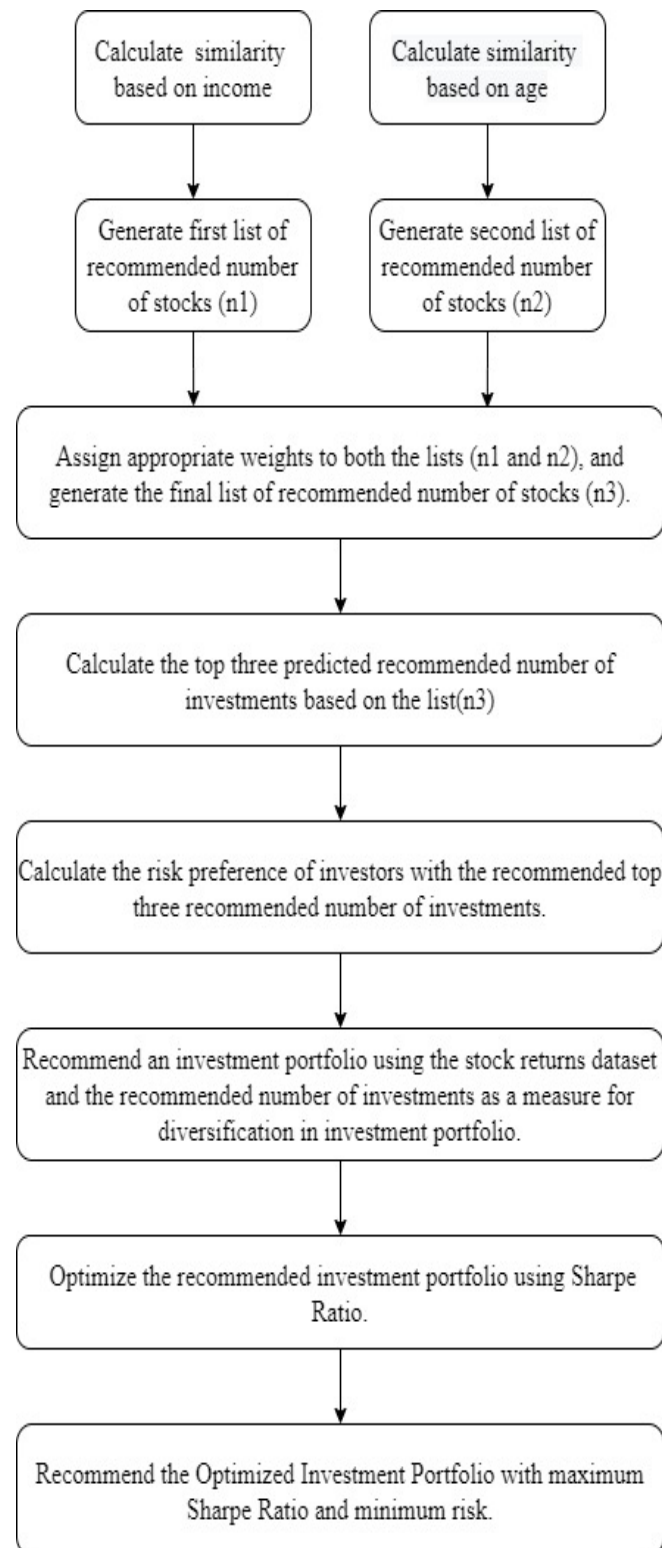 Calculate similarity
based on income
Calculate similarity
based on age
Generate first list of
recommended number
of stocks (n1)
Generate second list of
recommended number
of stocks (n2)
Assign appropriate weights to both the lists (n1 and n2), and
generate the final list of recommended number of stocks (n3).
Calculate the top three predicted recommended number of
investments based on the list(n3)
Calculate the risk preference of investors with the recommended top
three recommended number of investments.
Recommend an investment portfolio using the stock returns dataset
and the recommended number of investments as a measure for
diversification in investment portfolio.
Optimize the recommended investment portfolio using Sharpe
Ratio.
Recommend the Optimized Investment Portfolio with maximum
Sharpe Ratio and minimum risk.